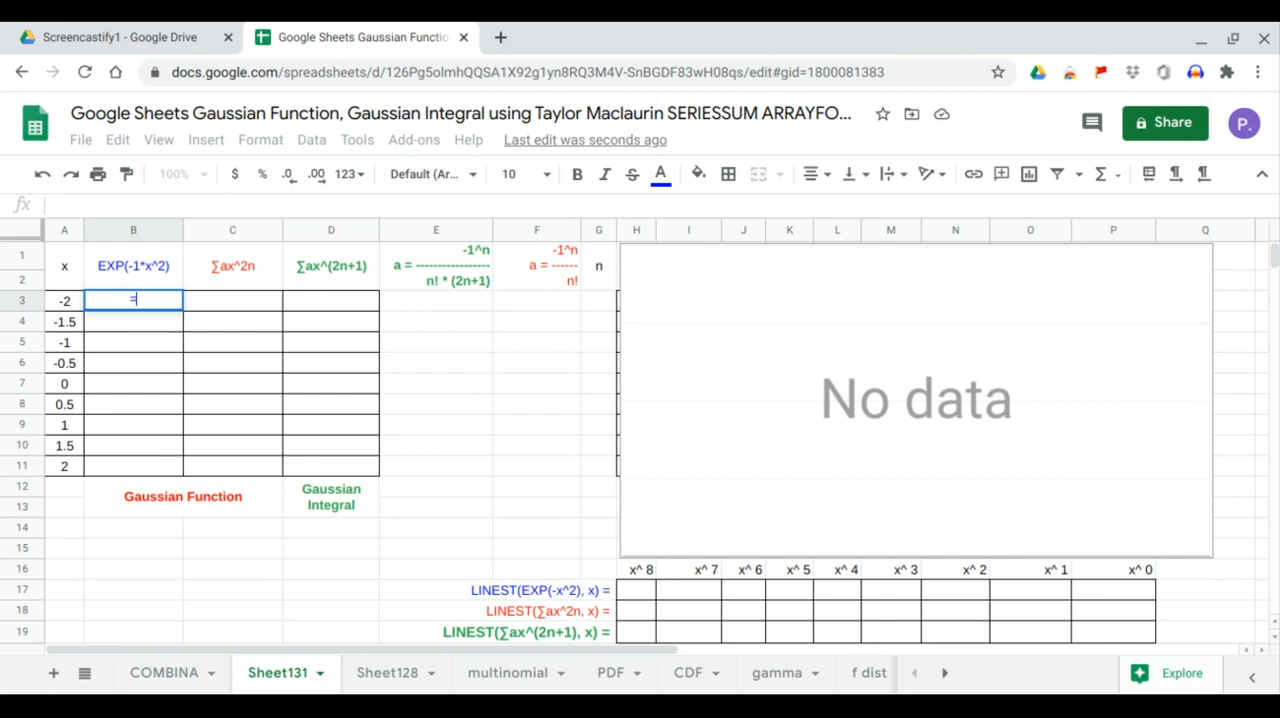 Screencastify1 - Google Drive
Google Sheets Gaussian Functio
docs.google.com/spreadsheets/d/126Pg5olmhQQSA1X92g1yn8RQ3M4V-SnBGDF83wH08qs/edit#gid=1800081383
Google Sheets Gaussian Function, Gaussian Integral using Taylor Maclaurin SERIESSUM ARRAYFO...
Share
P.
File Edit View Insert Format Data Tools Add-ons Help Last edit was seconds ago
100% $ % .0 .00 123 Default (Ar... 10 B I S A Σ
fx
A B C D E F G H I J K L M N O P Q
1 2 x EXP(-1*x^2) ∑ax^2n ∑ax^(2n+1)
-1^n
a = -----------------
n! * (2n+1)
-1^n
a = ------
n!
n
3 -2 =
4 -1.5
5 -1
6 -0.5
7 0
8 0.5
9 1
10 1.5
11 2
No data
12
13
Gaussian Function
Gaussian
Integral
14
15
16 x^ 8 x^ 7 x^ 6 x^ 5 x^ 4 x^ 3 x^ 2 x^ 1 x^ 0
17 LINEST(EXP(-x^2), x) =
18 LINEST(∑ax^2n, x) =
19 LINEST(∑ax^(2n+1), x) =
COMBINA Sheet131 Sheet128 multinomial PDF CDF gamma f dist Explore